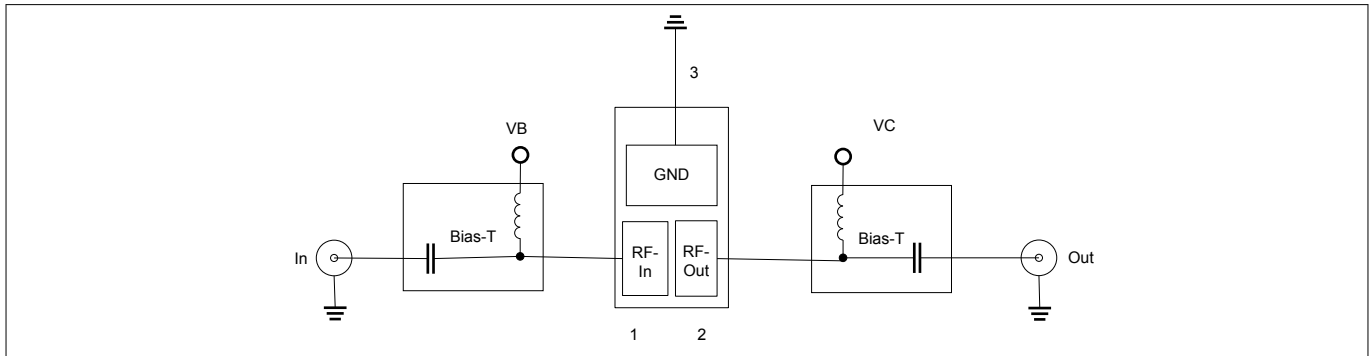 3
VB
VC
GND
Bias-T
Bias-T
In
RF-
In
RF-
Out
Out
1
2